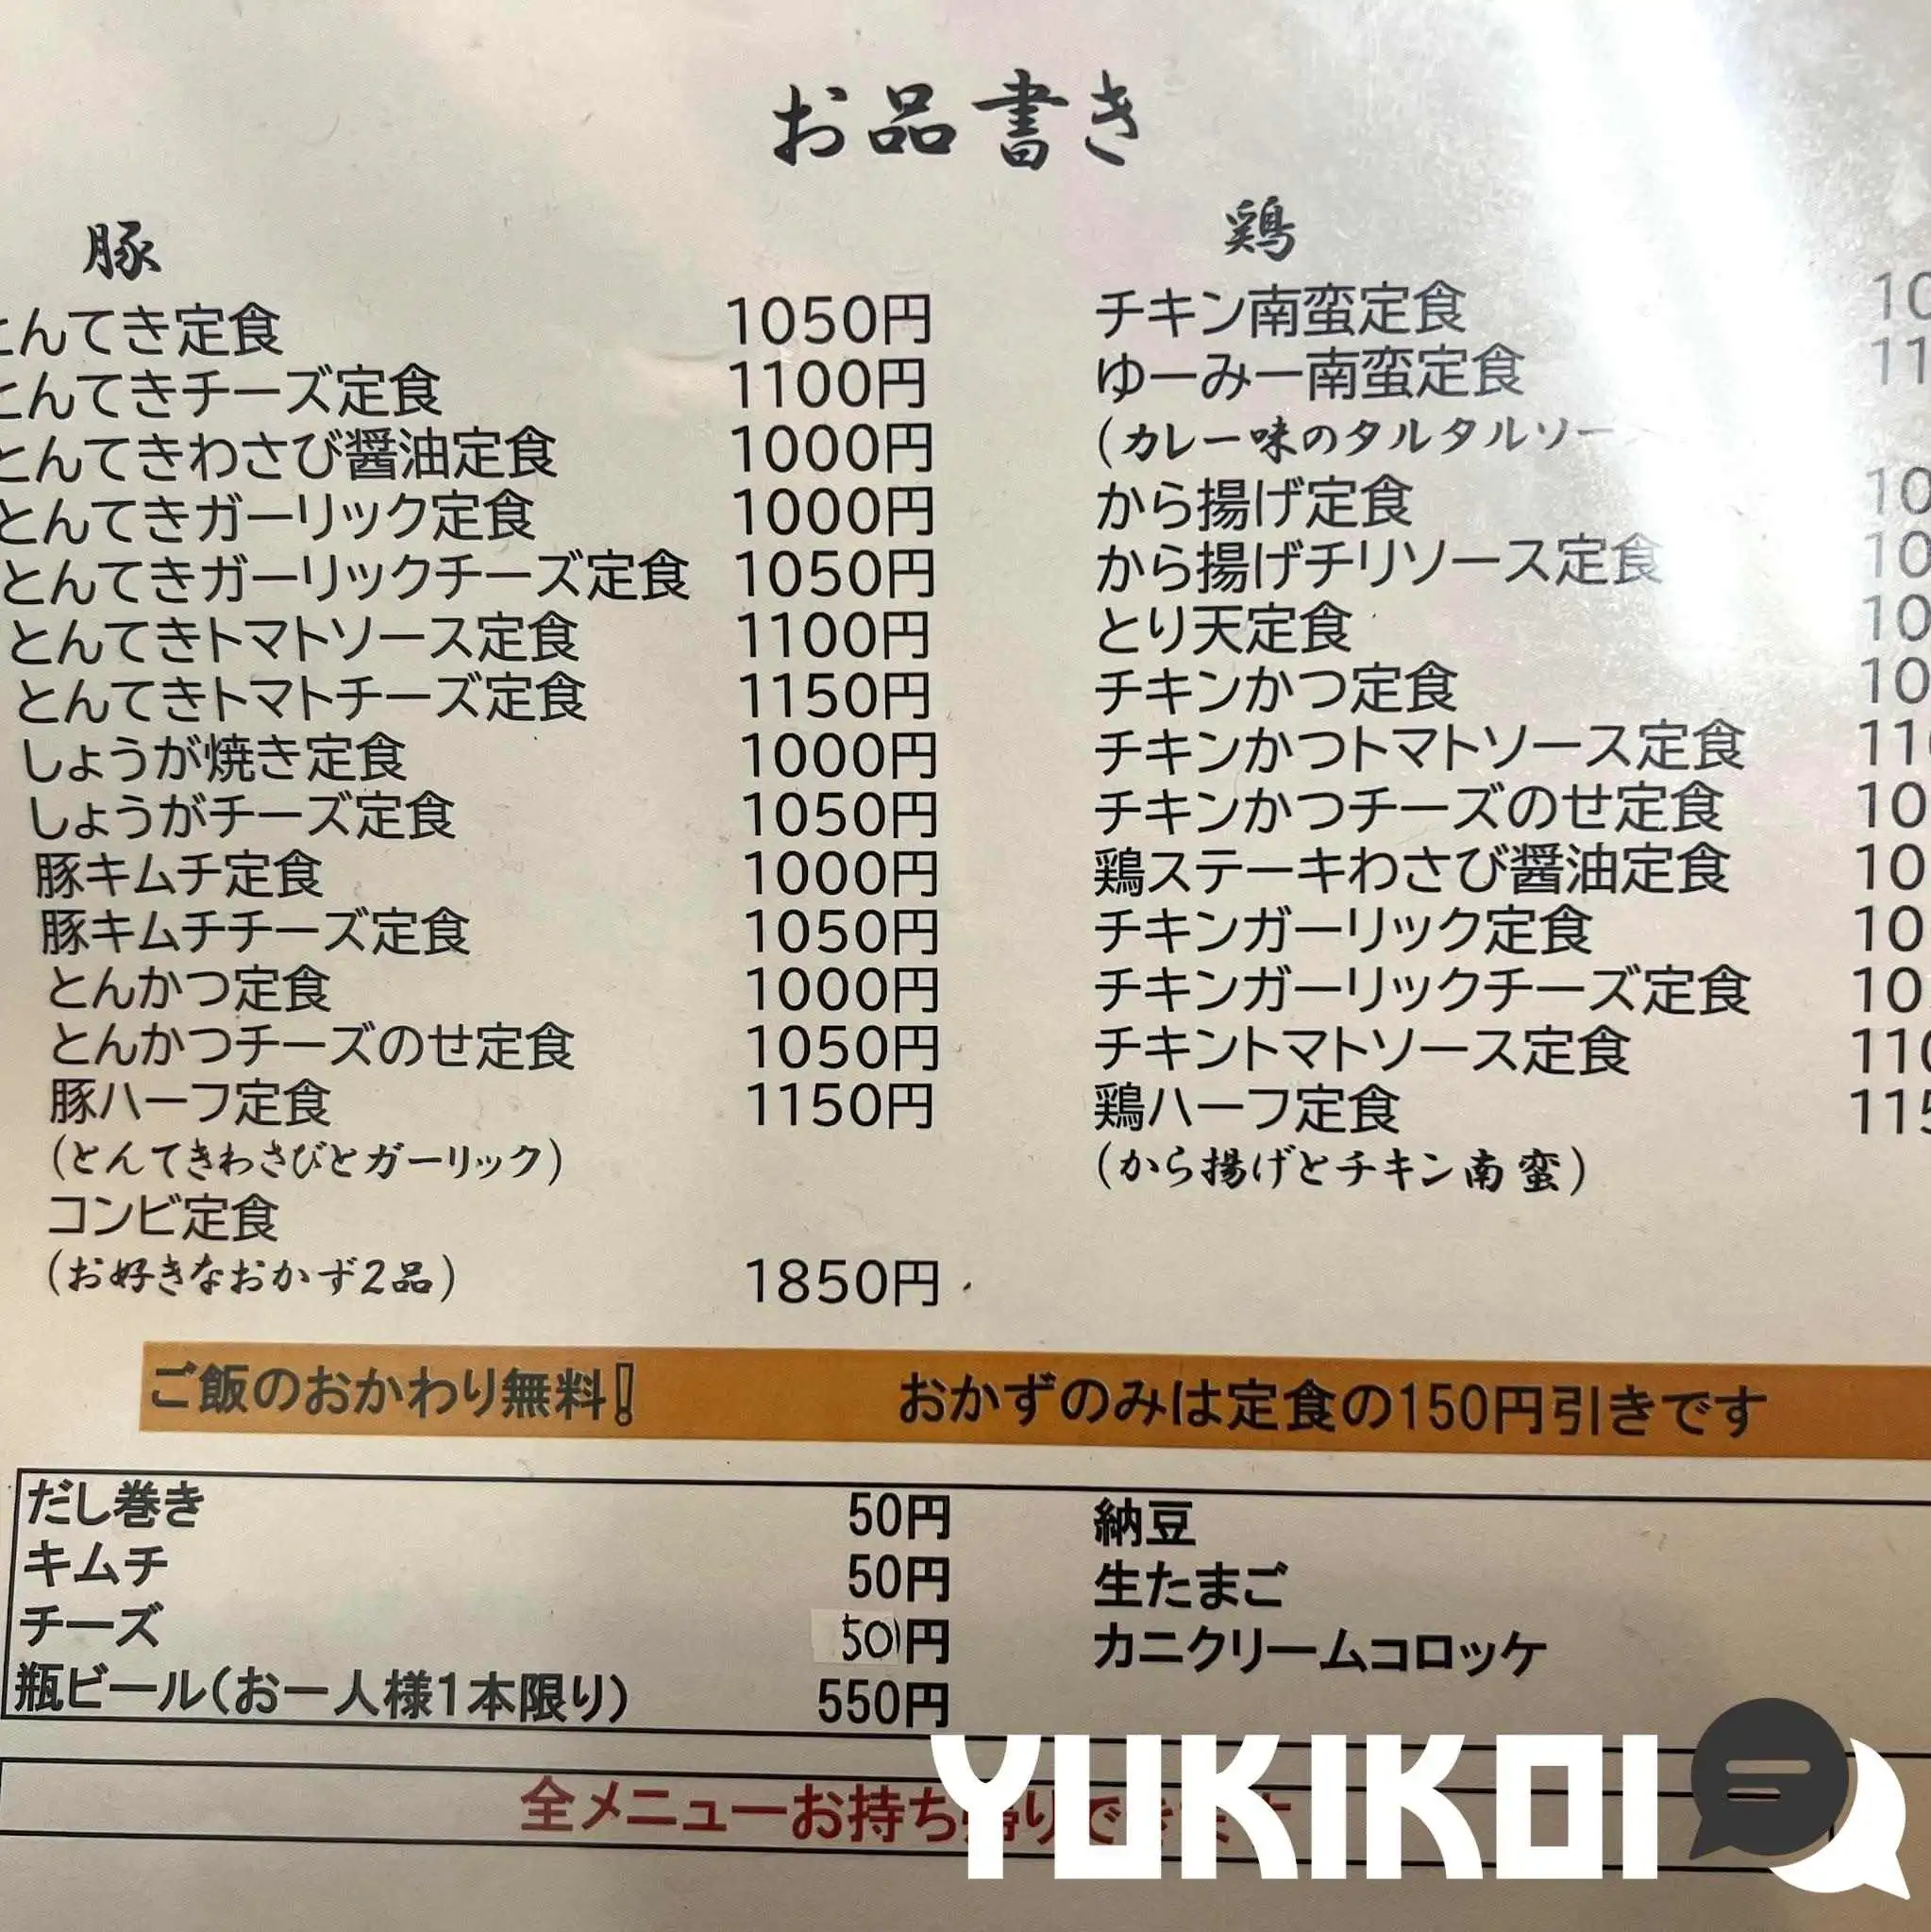 お品書き
豚
とんてき定食 1050円
とんてきチーズ定食 1100円
とんてきわさび醤油定食 1000円
とんてきガーリック定食 1000円
とんてきガーリックチーズ定食 1050円
とんてきトマトソース定食 1100円
とんてきトマトチーズ定食 1150円
しょうが焼き定食 1000円
しょうがチーズ定食 1050円
豚キムチ定食 1000円
豚キムチチーズ定食 1050円
とんかつ定食 1000円
とんかつチーズのせ定食 1050円
豚ハーフ定食 1150円
(とんてきわさびとガーリック)
コンビ定食
(お好きなおかず2品) 1850円
鶏
チキン南蛮定食
ゆーみー南蛮定食
(カレー味のタルタルソー
から揚げ定食
から揚げチリソース定食
とり天定食
チキンかつ定食
チキンかつトマトソース定食
チキンかつチーズのせ定食
鶏ステーキわさび醤油定食
チキンガーリック定食
チキンガーリックチーズ定食
チキントマトソース定食
鶏ハーフ定食
(から揚げとチキン南蛮)
ご飯のおかわり無料! おかずのみは定食の150円引きです
だし巻き 50円
キムチ 50円
チーズ 50円
瓶ビール(お一人様1本限り) 550円
納豆
生たまご
カニクリームコロッケ
全メニューお持ち帰りできます
YUKIKOI